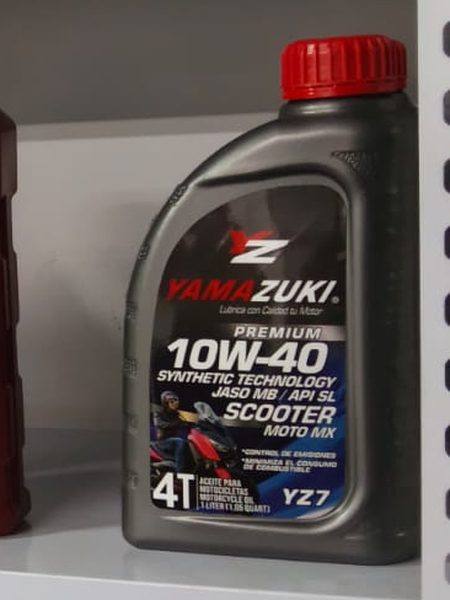 YZ
YAMAZUKI®
Lubrica con Calidad tu Motor
PREMIUM
10W-40
SYNTHETIC TECHNOLOGY
JASO MB / API SL
SCOOTER
MOTO MX
*CONTROL DE EMISIONES
*MINIMIZA EL CONSUMO
DE COMBUSTIBLE
4T
ACEITE PARA
MOTOCICLETAS
MOTORCYCLE OIL
1 LITER (1.05 QUART)
YZ7